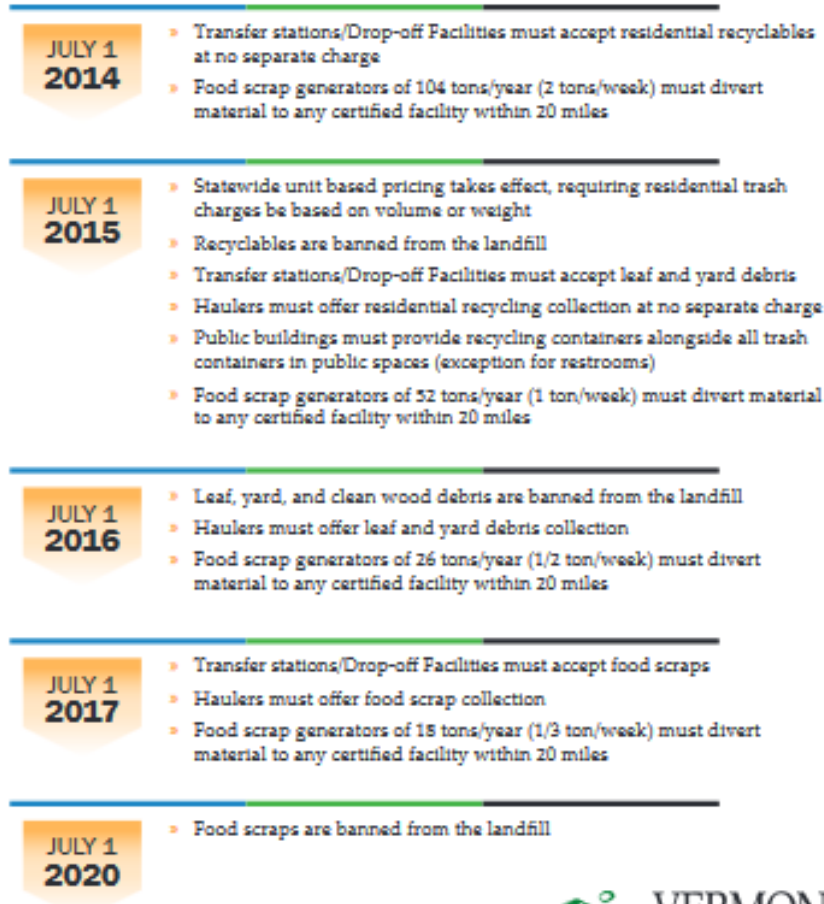 JULY 1
2014
» Transfer stations/Drop-off Facilities must accept residential recyclables
at no separate charge
» Food scrap generators of 104 tons/year (2 tons/week) must divert
material to any certified facility within 20 miles
JULY 1
2015
» Statewide unit based pricing takes effect, requiring residential trash
charges be based on volume or weight
» Recyclables are banned from the landfill
» Transfer stations/Drop-off Facilities must accept leaf and yard debris
» Haulers must offer residential recycling collection at no separate charge
» Public buildings must provide recycling containers alongside all trash
containers in public spaces (exception for restrooms)
» Food scrap generators of 52 tons/year (1 ton/week) must divert material
to any certified facility within 20 miles
JULY 1
2016
» Leaf, yard, and clean wood debris are banned from the landfill
» Haulers must offer leaf and yard debris collection
» Food scrap generators of 26 tons/year (1/2 ton/week) must divert
material to any certified facility within 20 miles
JULY 1
2017
» Transfer stations/Drop-off Facilities must accept food scraps
» Haulers must offer food scrap collection
» Food scrap generators of 18 tons/year (1/3 ton/week) must divert
material to any certified facility within 20 miles
JULY 1
2020
» Food scraps are banned from the landfill